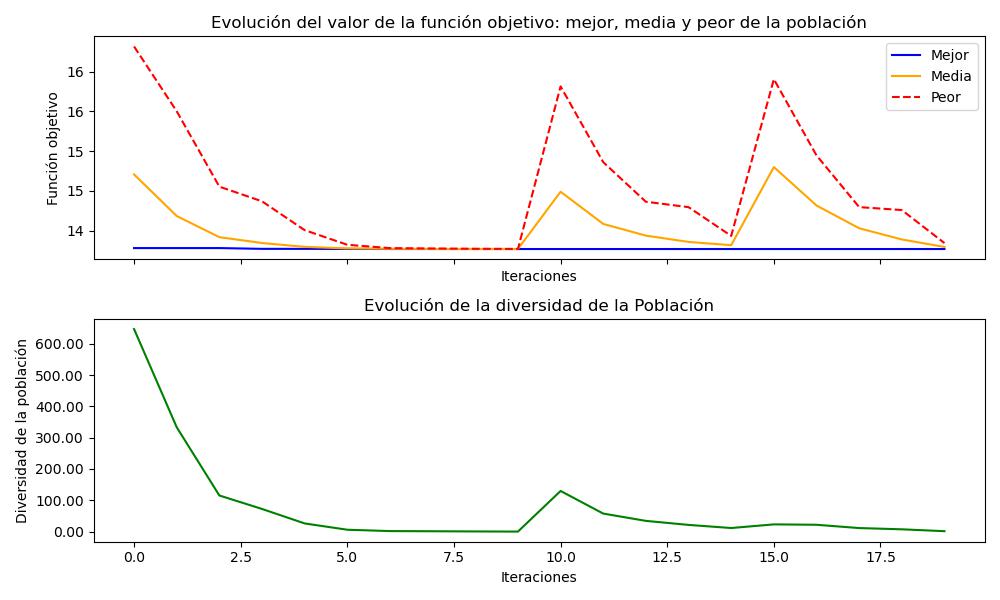 Evolución del valor de la función objetivo: mejor, media y peor de la población
Función objetivo
16
16
15
15
14
Mejor
Media
Peor
Iteraciones
Evolución de la diversidad de la Población
Diversidad de la población
600.00
500.00
400.00
300.00
200.00
100.00
0.00
0.0 2.5 5.0 7.5 10.0 12.5 15.0 17.5
Iteraciones